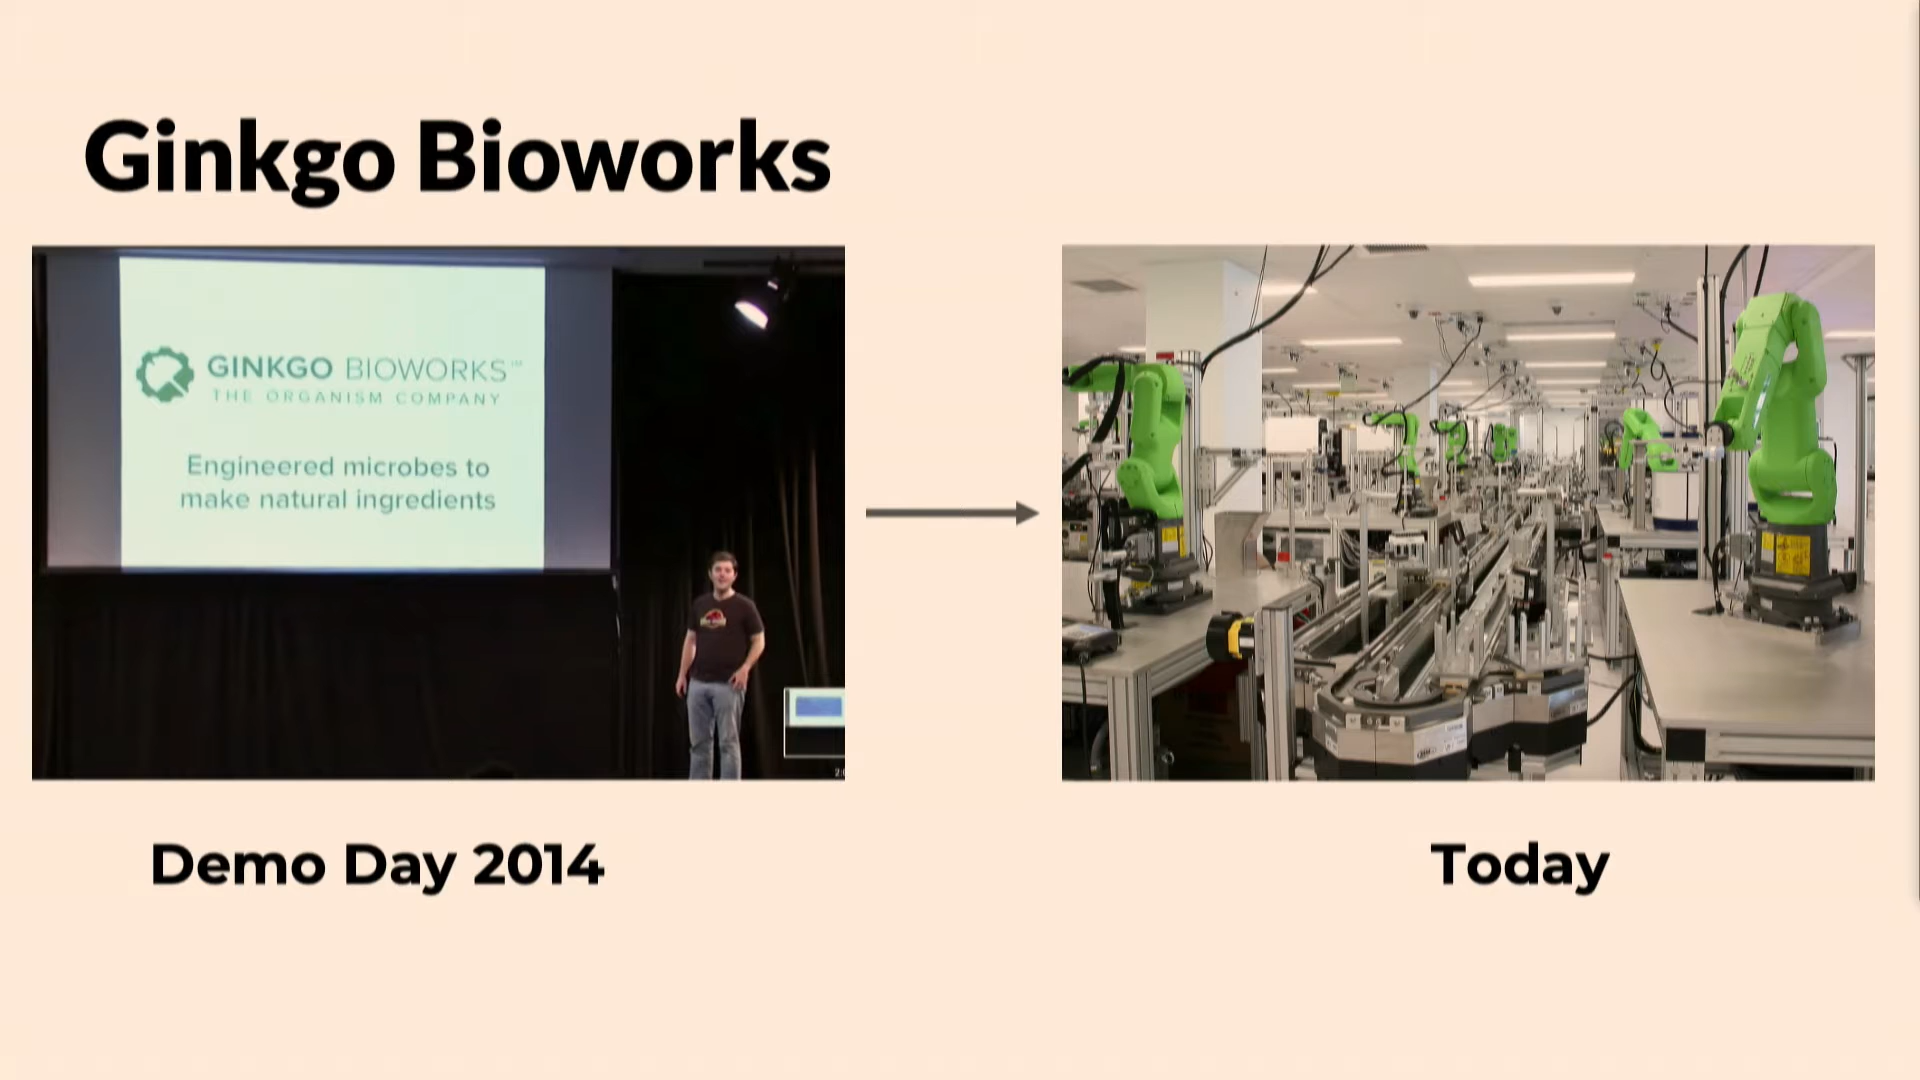 Ginkgo Bioworks
GINKGO BIOWORKS™
THE ORGANISM COMPANY
Engineered microbes to
make natural ingredients
Demo Day 2014
Today